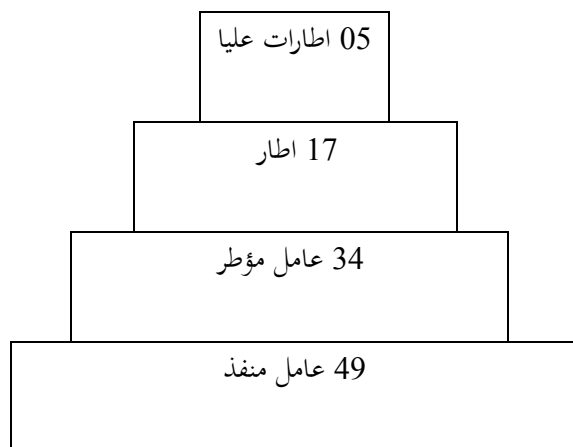 05 اطارات عليا
17 اطار
34 عامل مؤطر
49 عامل منفذ